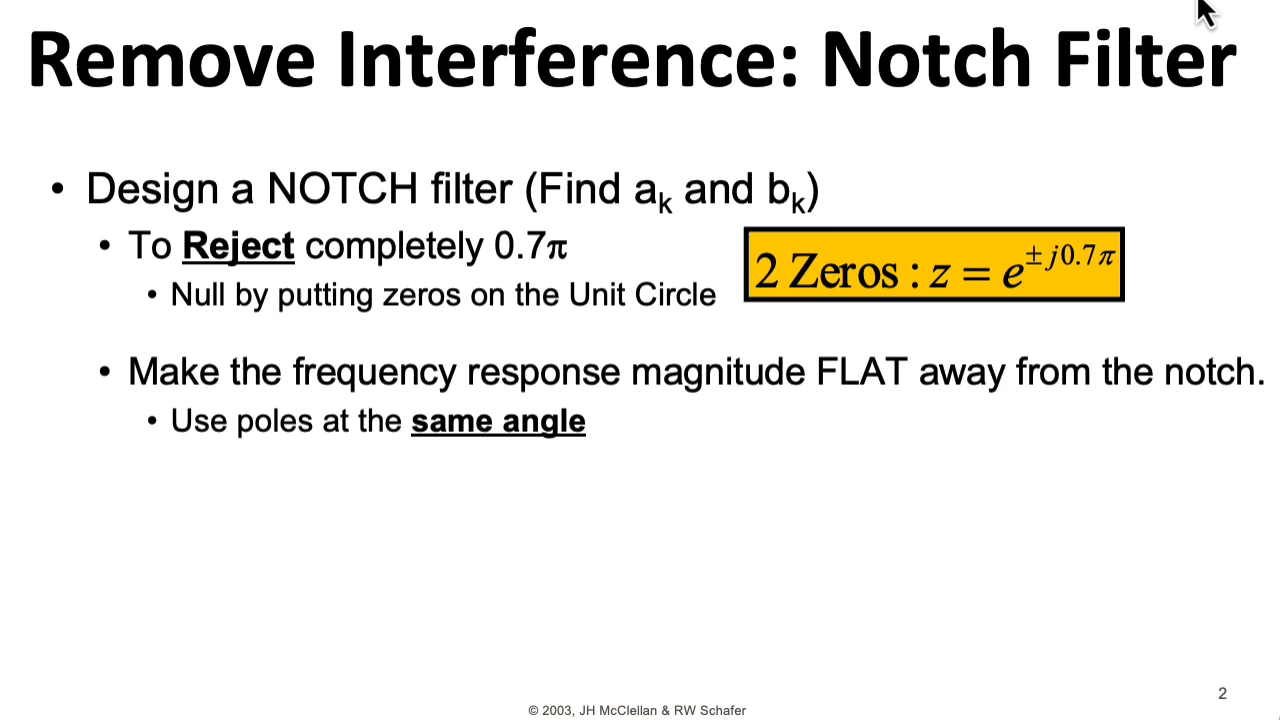 Remove Interference: Notch Filter
• Design a NOTCH filter (Find aₖ and bₖ)
• To Reject completely 0.7π
2 Zeros : z = e^{± j0.7π}
• Null by putting zeros on the Unit Circle
• Make the frequency response magnitude FLAT away from the notch.
• Use poles at the same angle
2
© 2003, JH McClellan & RW Schafer